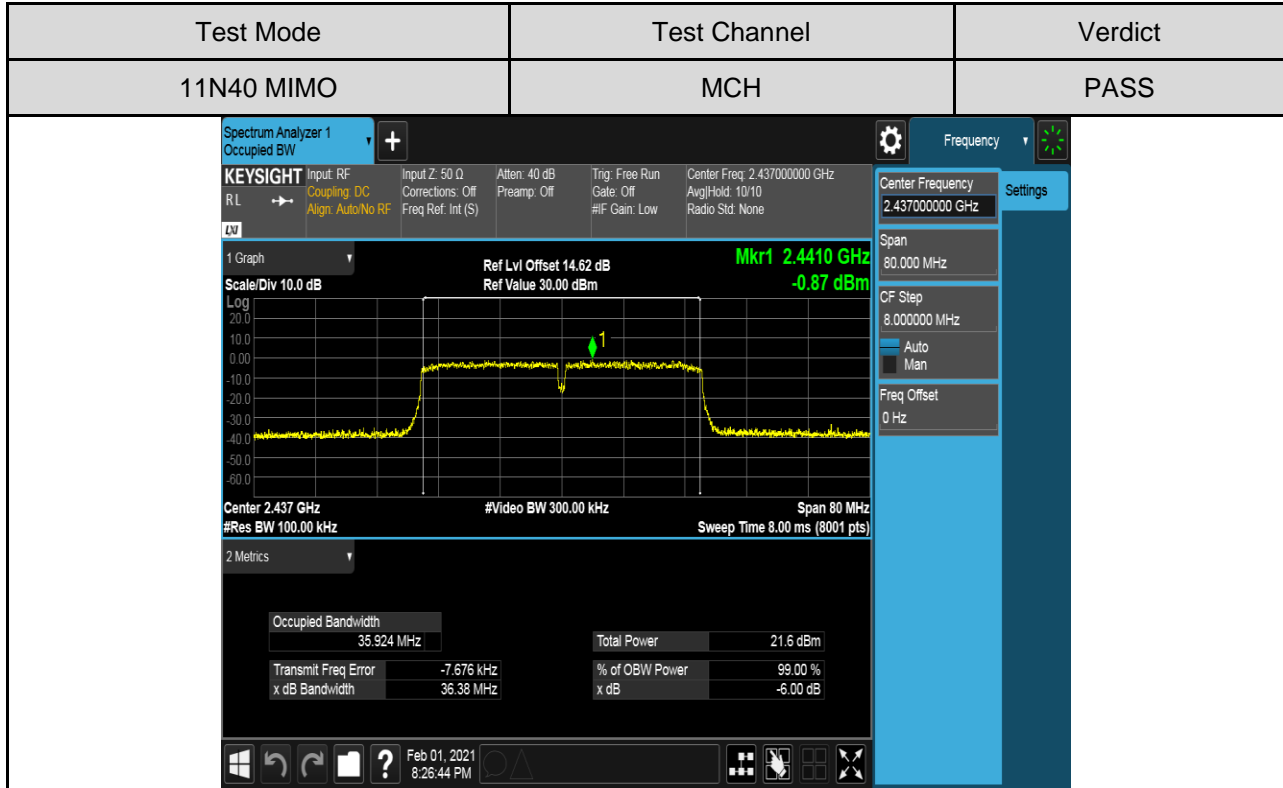 Test Mode Test Channel Verdict
11N40 MIMO MCH PASS
Spectrum Analyzer 1
Occupied BW
+
Frequency
KEYSIGHT Input: RF Input Z: 50 Ω Atten: 40 dB Trig: Free Run Center Freq: 2.437000000 GHz
RL Coupling: DC Corrections: Off Preamp: Off Gate: Off Avg|Hold: 10/10
Align: Auto/No RF Freq Ref: Int (S) #IF Gain: Low Radio Std: None
LXI
Center Frequency
2.437000000 GHz
Settings
Span
80.000 MHz
CF Step
8.000000 MHz
Auto
Man
Freq Offset
0 Hz
1 Graph Ref Lvl Offset 14.62 dB Mkr1 2.4410 GHz
Scale/Div 10.0 dB Ref Value 30.00 dBm -0.87 dBm
Log
20.0
10.0
1
0.00
-10.0
-20.0
-30.0
-40.0
-50.0
-60.0
Center 2.437 GHz #Video BW 300.00 kHz Span 80 MHz
#Res BW 100.00 kHz Sweep Time 8.00 ms (8001 pts)
2 Metrics
Occupied Bandwidth
35.924 MHz Total Power 21.6 dBm
Transmit Freq Error -7.676 kHz % of OBW Power 99.00 %
x dB Bandwidth 36.38 MHz x dB -6.00 dB
? Feb 01, 2021
8:26:44 PM